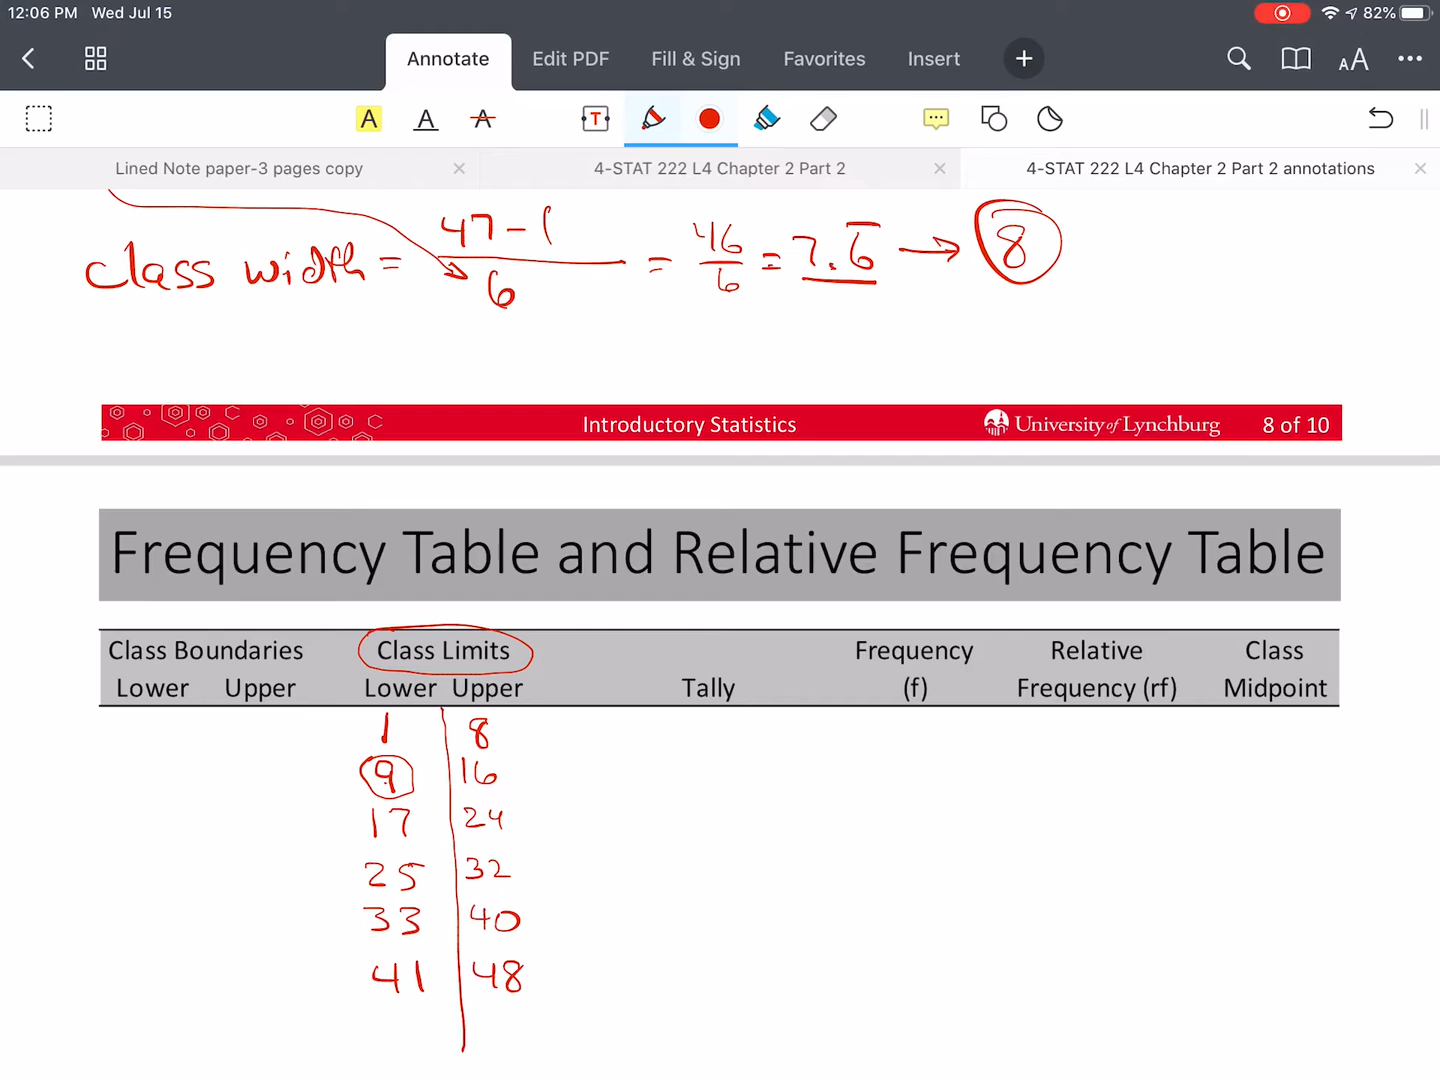 12:06 PM Wed Jul 15 82%
Annotate Edit PDF Fill & Sign Favorites Insert
AA
A A A T
Lined Note paper-3 pages copy 4-STAT 222 L4 Chapter 2 Part 2 4-STAT 222 L4 Chapter 2 Part 2 annotations
class width = 47 - 1 / 6 = 46 / 6 = 7.6̅ → 8
Introductory Statistics University of Lynchburg 8 of 10
Frequency Table and Relative Frequency Table
Class Boundaries Class Limits Frequency Relative Class
Lower Upper Lower Upper Tally (f) Frequency (rf) Midpoint
1 8
9 16
17 24
25 32
33 40
41 48